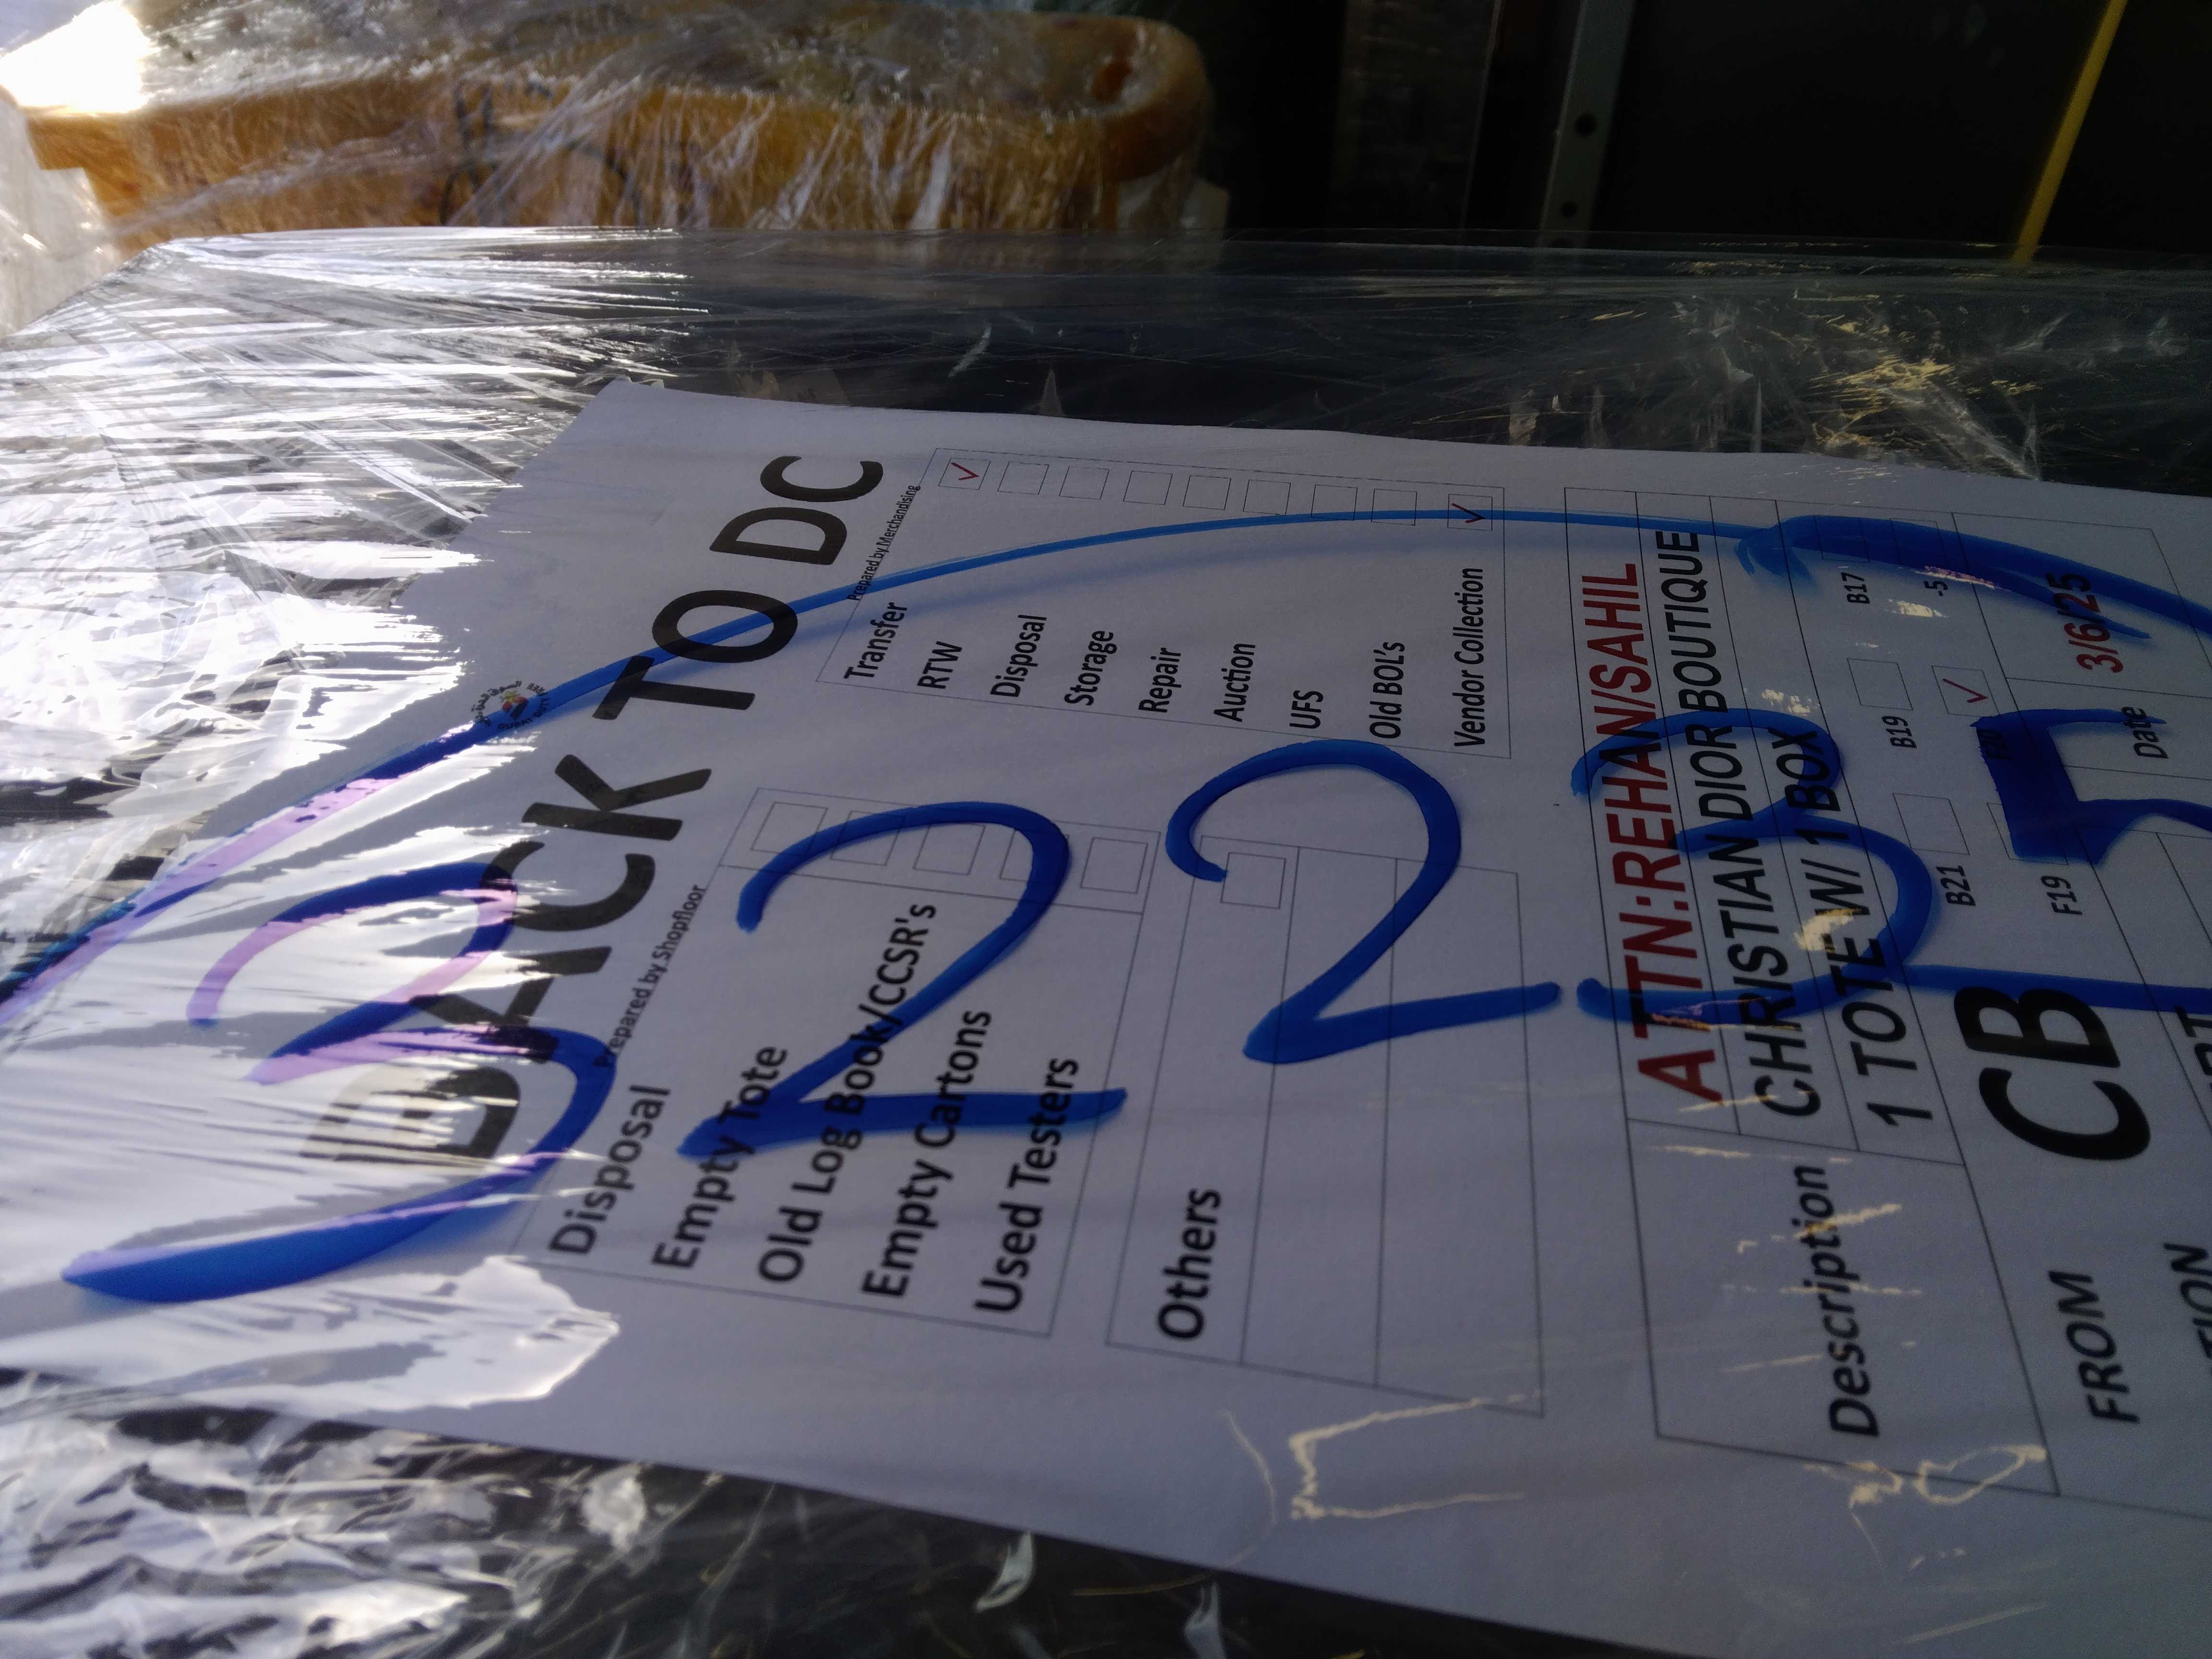 BACK TO DC
Prepared by Shopfloor
Prepared by Merchandising
Disposal
Empty Tote
Old Log Book/CCSR's
Empty Cartons
Used Testers
Others
Transfer ✓
RTW
Disposal
Storage
Repair
Auction
UFS
Old BOL's
Vendor Collection ✓
32235
Description
ATTN:REHAN/SAHIL
CHRISTIAN DIOR BOUTIQUE
1 TOTE W/ 1 BOX
FROM
CB
B21
B19
B17
F19
✓
-5
Date
3/6/25